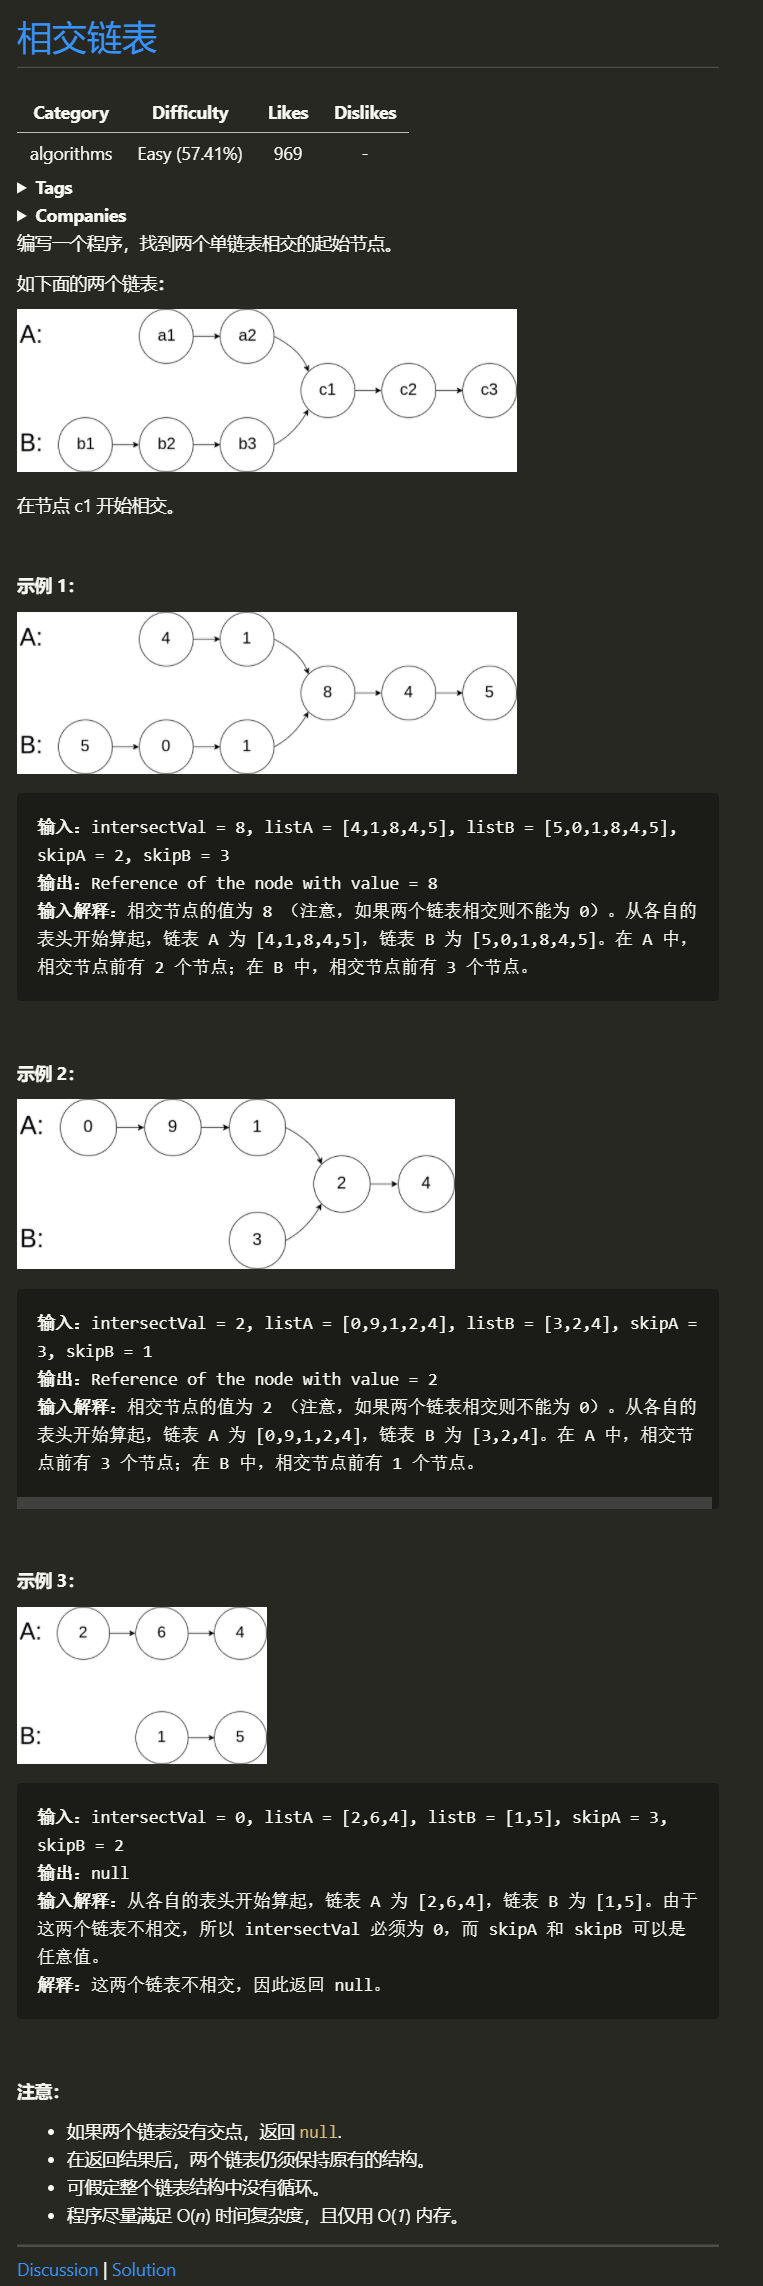 相交链表
Category Difficulty Likes Dislikes
algorithms Easy (57.41%) 969 -
▶ Tags
▶ Companies
编写一个程序，找到两个单链表相交的起始节点。
如下面的两个链表：
A: a1 a2
c1 c2 c3
B: b1 b2 b3
在节点 c1 开始相交。
示例 1：
A: 4 1
8 4 5
B: 5 0 1
输入：intersectVal = 8, listA = [4,1,8,4,5], listB = [5,0,1,8,4,5],
skipA = 2, skipB = 3
输出：Reference of the node with value = 8
输入解释：相交节点的值为 8 （注意，如果两个链表相交则不能为 0）。从各自的
表头开始算起，链表 A 为 [4,1,8,4,5]，链表 B 为 [5,0,1,8,4,5]。在 A 中，
相交节点前有 2 个节点；在 B 中，相交节点前有 3 个节点。
示例 2：
A: 0 9 1
2 4
B: 3
输入：intersectVal = 2, listA = [0,9,1,2,4], listB = [3,2,4], skipA =
3, skipB = 1
输出：Reference of the node with value = 2
输入解释：相交节点的值为 2 （注意，如果两个链表相交则不能为 0）。从各自的
表头开始算起，链表 A 为 [0,9,1,2,4]，链表 B 为 [3,2,4]。在 A 中，相交节
点前有 3 个节点；在 B 中，相交节点前有 1 个节点。
示例 3：
A: 2 6 4
B: 1 5
输入：intersectVal = 0, listA = [2,6,4], listB = [1,5], skipA = 3,
skipB = 2
输出：null
输入解释：从各自的表头开始算起，链表 A 为 [2,6,4]，链表 B 为 [1,5]。由于
这两个链表不相交，所以 intersectVal 必须为 0，而 skipA 和 skipB 可以是
任意值。
解释：这两个链表不相交，因此返回 null。
注意：
• 如果两个链表没有交点，返回 null.
• 在返回结果后，两个链表仍须保持原有的结构。
• 可假定整个链表结构中没有循环。
• 程序尽量满足 O(n) 时间复杂度，且仅用 O(1) 内存。
Discussion | Solution